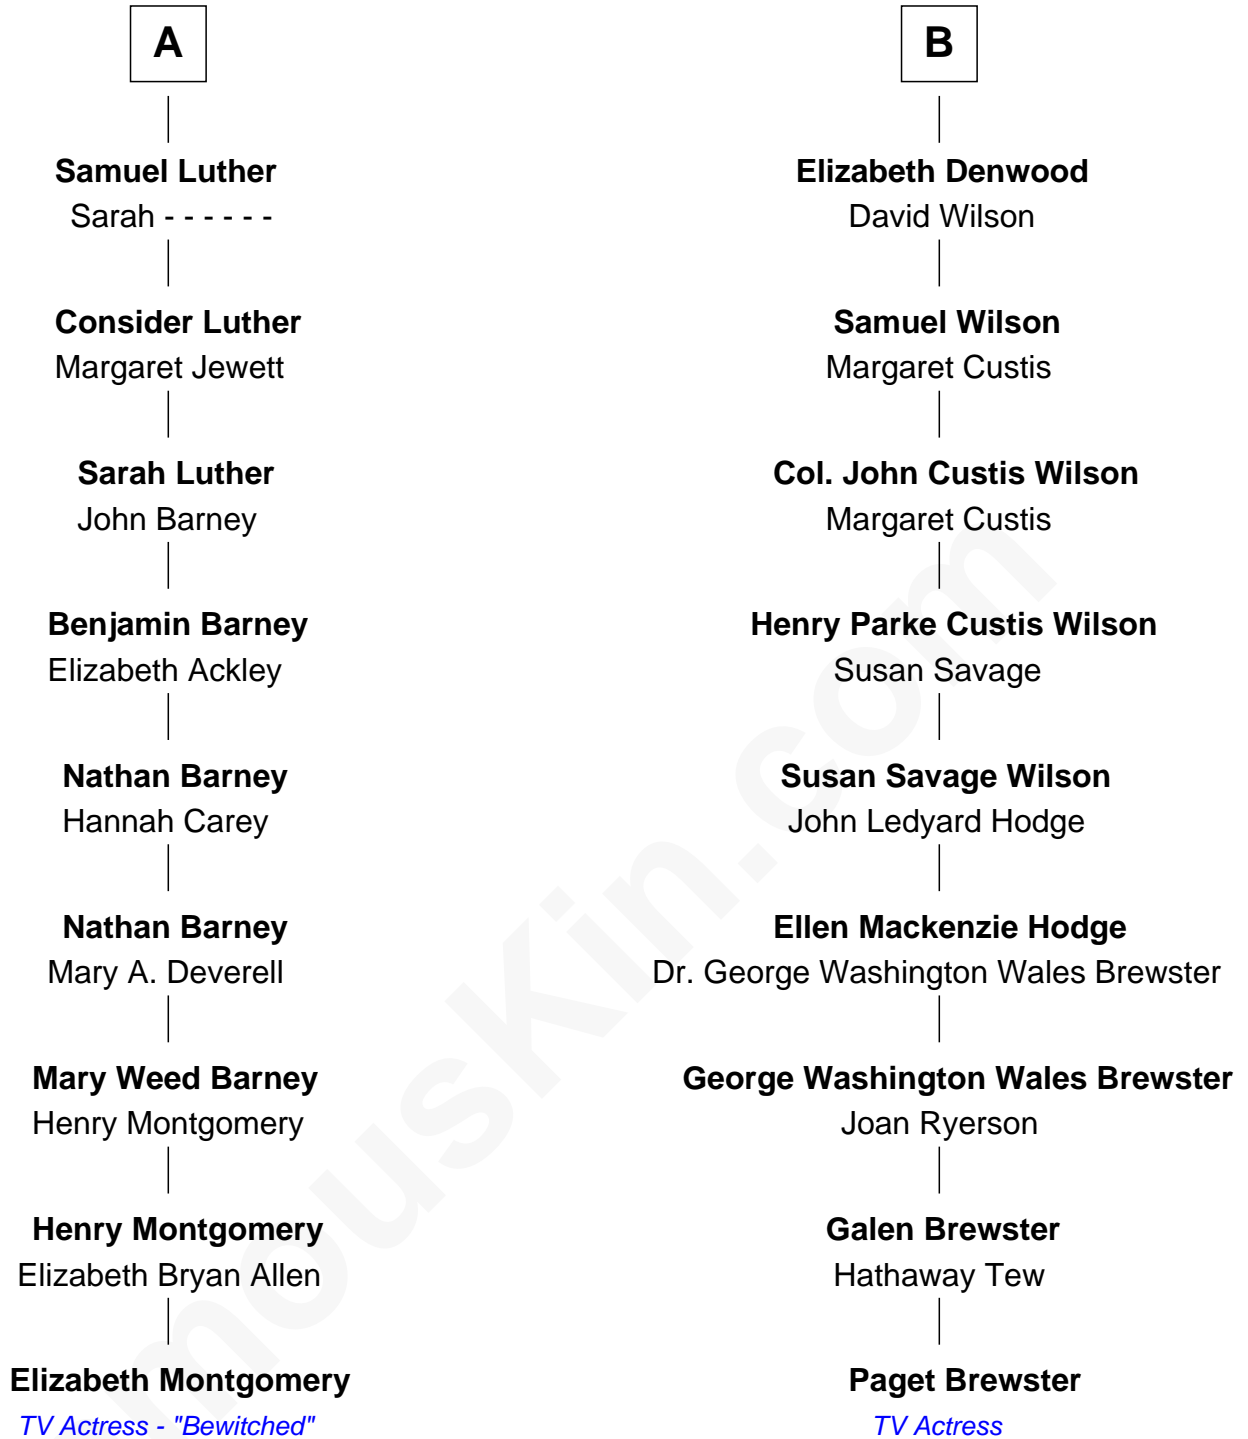 A
Samuel Luther
Sarah - - - - - -
Consider Luther
Margaret Jewett
Sarah Luther
John Barney
Benjamin Barney
Elizabeth Ackley
Nathan Barney
Hannah Carey
Nathan Barney
Mary A. Deverell
Mary Weed Barney
Henry Montgomery
Henry Montgomery
Elizabeth Bryan Allen
Elizabeth Montgomery
TV Actress - "Bewitched"
B
Elizabeth Denwood
David Wilson
Samuel Wilson
Margaret Custis
Col. John Custis Wilson
Margaret Custis
Henry Parke Custis Wilson
Susan Savage
Susan Savage Wilson
John Ledyard Hodge
Ellen Mackenzie Hodge
Dr. George Washington Wales Brewster
George Washington Wales Brewster
Joan Ryerson
Galen Brewster
Hathaway Tew
Paget Brewster
TV Actress
mousKin.com